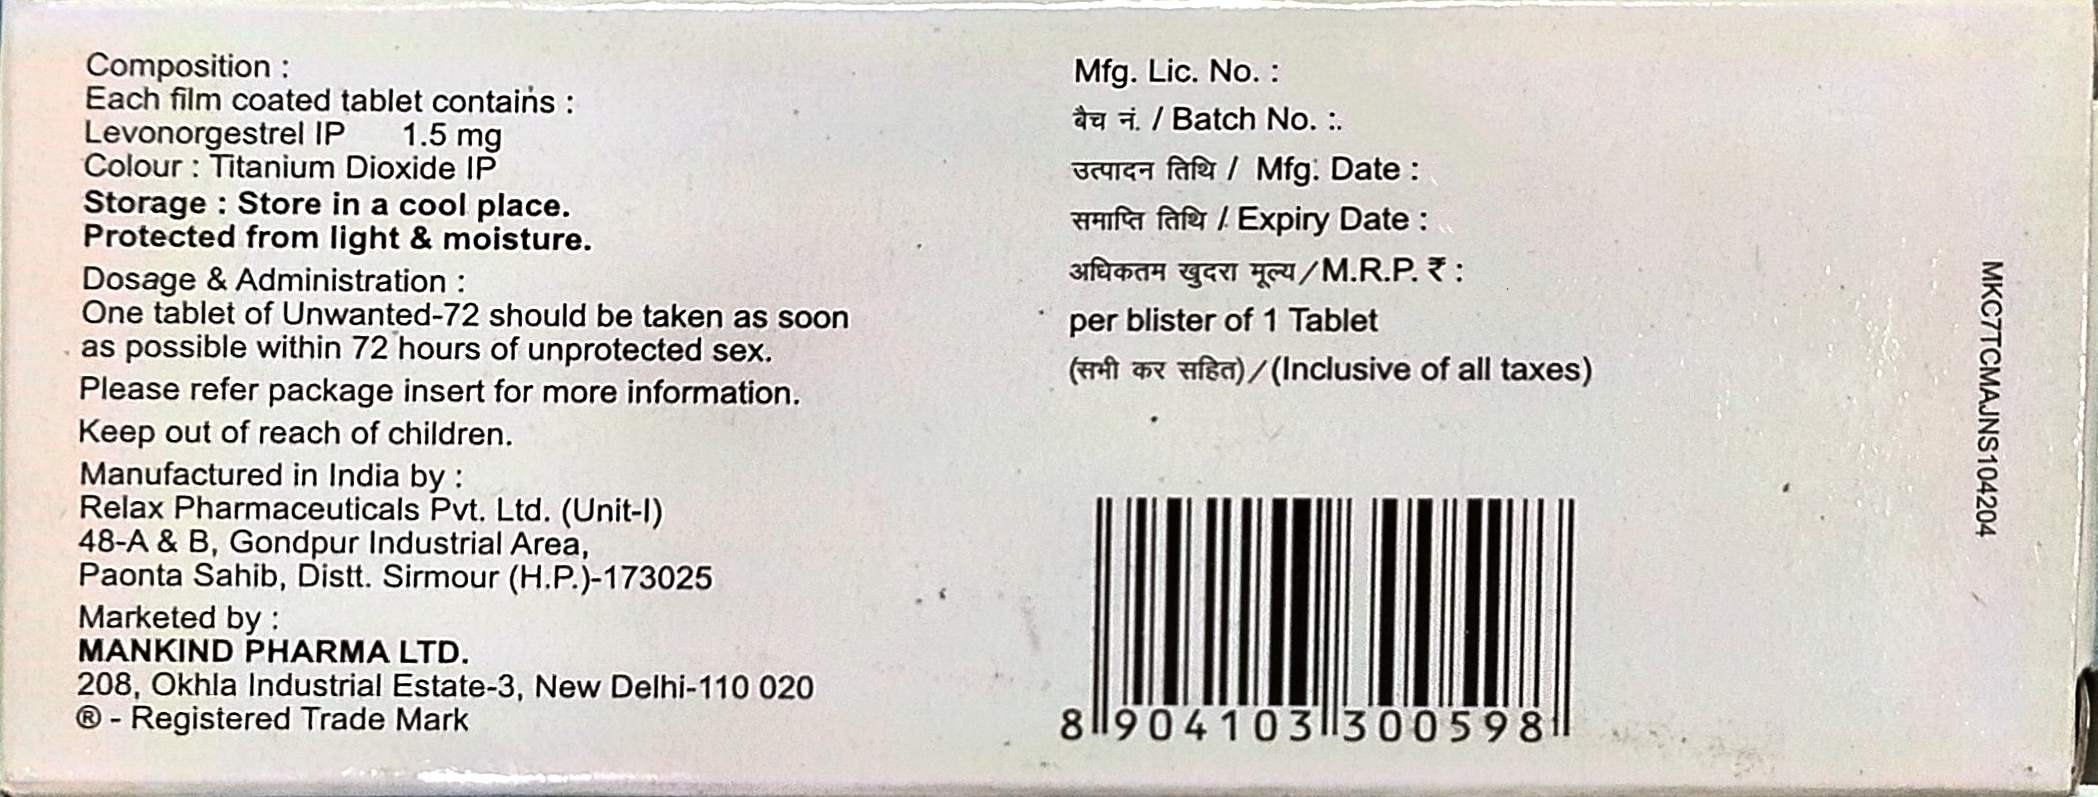 Composition :
Each film coated tablet contains :
Levonorgestrel IP 1.5 mg
Colour : Titanium Dioxide IP
Storage : Store in a cool place.
Protected from light & moisture.
Dosage & Administration :
One tablet of Unwanted-72 should be taken as soon
as possible within 72 hours of unprotected sex.
Please refer package insert for more information.
Keep out of reach of children.
Manufactured in India by :
Relax Pharmaceuticals Pvt. Ltd. (Unit-I)
48-A & B, Gondpur Industrial Area,
Paonta Sahib, Distt. Sirmour (H.P.)-173025
Marketed by :
MANKIND PHARMA LTD.
208, Okhla Industrial Estate-3, New Delhi-110 020
® - Registered Trade Mark
Mfg. Lic. No. :
बैच नं. / Batch No. :
उत्पादन तिथि / Mfg. Date :
समाप्ति तिथि / Expiry Date :
अधिकतम खुदरा मूल्य/M.R.P. ₹ :
per blister of 1 Tablet
(सभी कर सहित)/(Inclusive of all taxes)
8 904103 300598
MKC7TCMAJNS104204